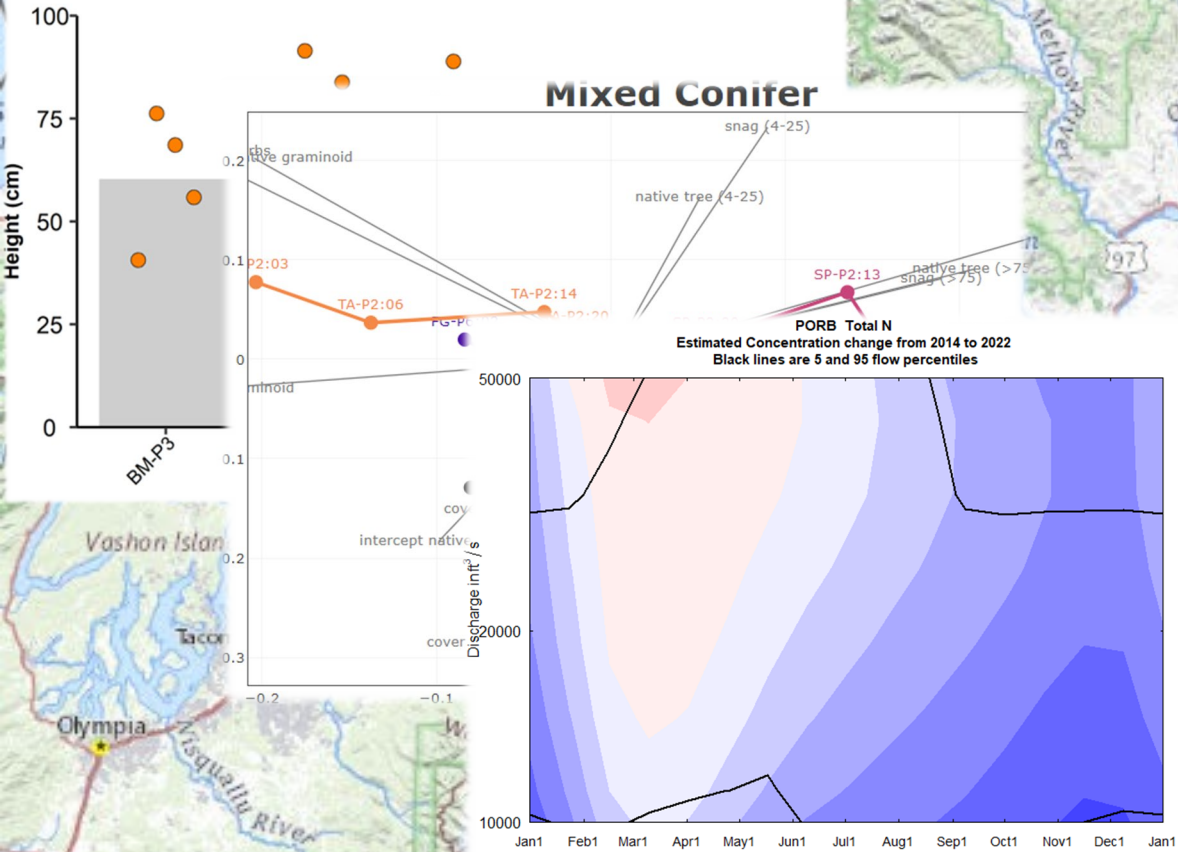 100
75
50
25
0
Height (cm)
BM-P3
Mixed Conifer
0.2
0.1
0
0.1
0.2
0.3
−0.2
−0.1
snag (4-25)
native graminoid
native tree (4-25)
native tree (>75
snag (>75)
P2:03
TA-P2:06
TA-P2:14
SP-P2:13
intercept native
cover
Methow River
97
Vashon Islan
Tacom
Olympia
Nisqually River
PORB Total N
Estimated Concentration change from 2014 to 2022
Black lines are 5 and 95 flow percentiles
Discharge in ft³/s
50000
20000
10000
Jan1 Feb1 Mar1 Apr1 May1 Jun1 Jul1 Aug1 Sep1 Oct1 Nov1 Dec1 Jan1